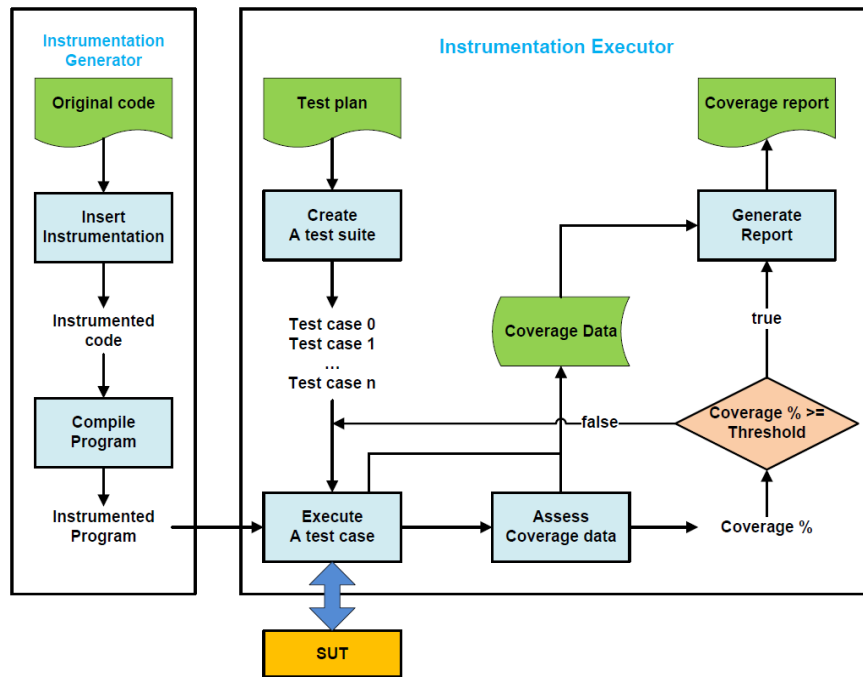 Instrumentation
Generator
Original code
Insert
Instrumentation
Instrumented
code
Compile
Program
Instrumented
Program
Instrumentation Executor
Test plan
Create
A test suite
Test case 0
Test case 1
...
Test case n
Execute
A test case
SUT
Assess
Coverage data
Coverage Data
Coverage %
Coverage % >=
Threshold
false
true
Generate
Report
Coverage report